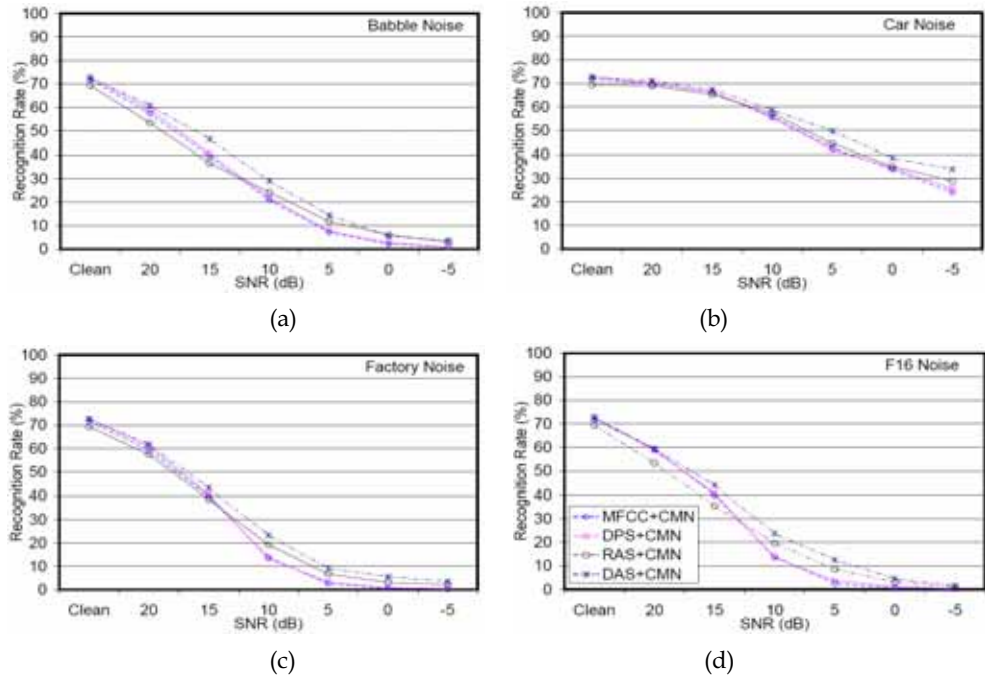 100
90
80
70
60
50
40
30
20
10
0
Recognition Rate (%)
Babble Noise
Clean 20 15 10 5 0 -5
SNR (dB)
(a)
100
90
80
70
60
50
40
30
20
10
0
Recognition Rate (%)
Car Noise
Clean 20 15 10 5 0 -5
SNR (dB)
(b)
100
90
80
70
60
50
40
30
20
10
0
Recognition Rate (%)
Factory Noise
Clean 20 15 10 5 0 -5
SNR (dB)
(c)
100
90
80
70
60
50
40
30
20
10
0
Recognition Rate (%)
F16 Noise
MFCC+CMN
DPS+CMN
RAS+CMN
DAS+CMN
Clean 20 15 10 5 0 -5
SNR (dB)
(d)